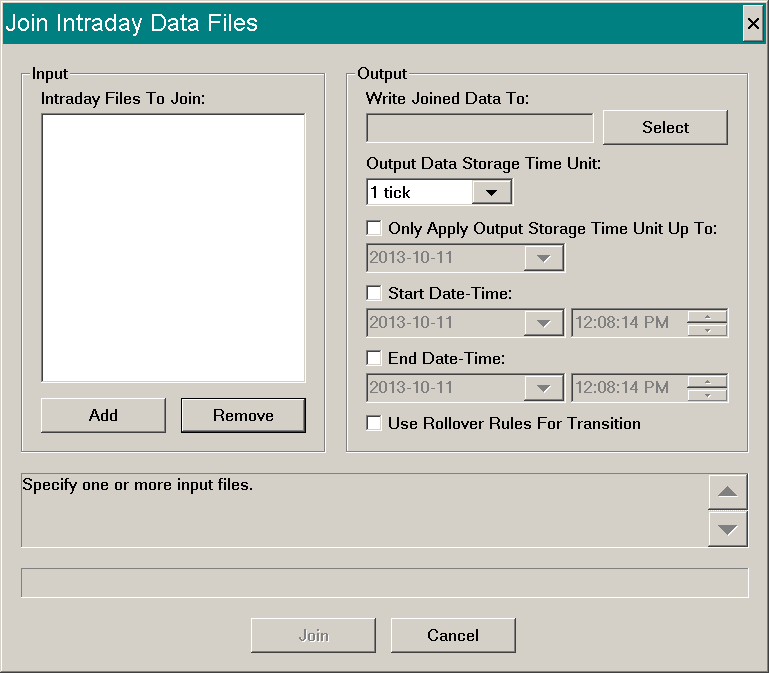 Join Intraday Data Files
Input
Intraday Files To Join:
Add
Remove
Output
Write Joined Data To:
Select
Output Data Storage Time Unit:
1 tick
Only Apply Output Storage Time Unit Up To:
2013-10-11
Start Date-Time:
2013-10-11
12:08:14 PM
End Date-Time:
2013-10-11
12:08:14 PM
Use Rollover Rules For Transition
Specify one or more input files.
Join
Cancel